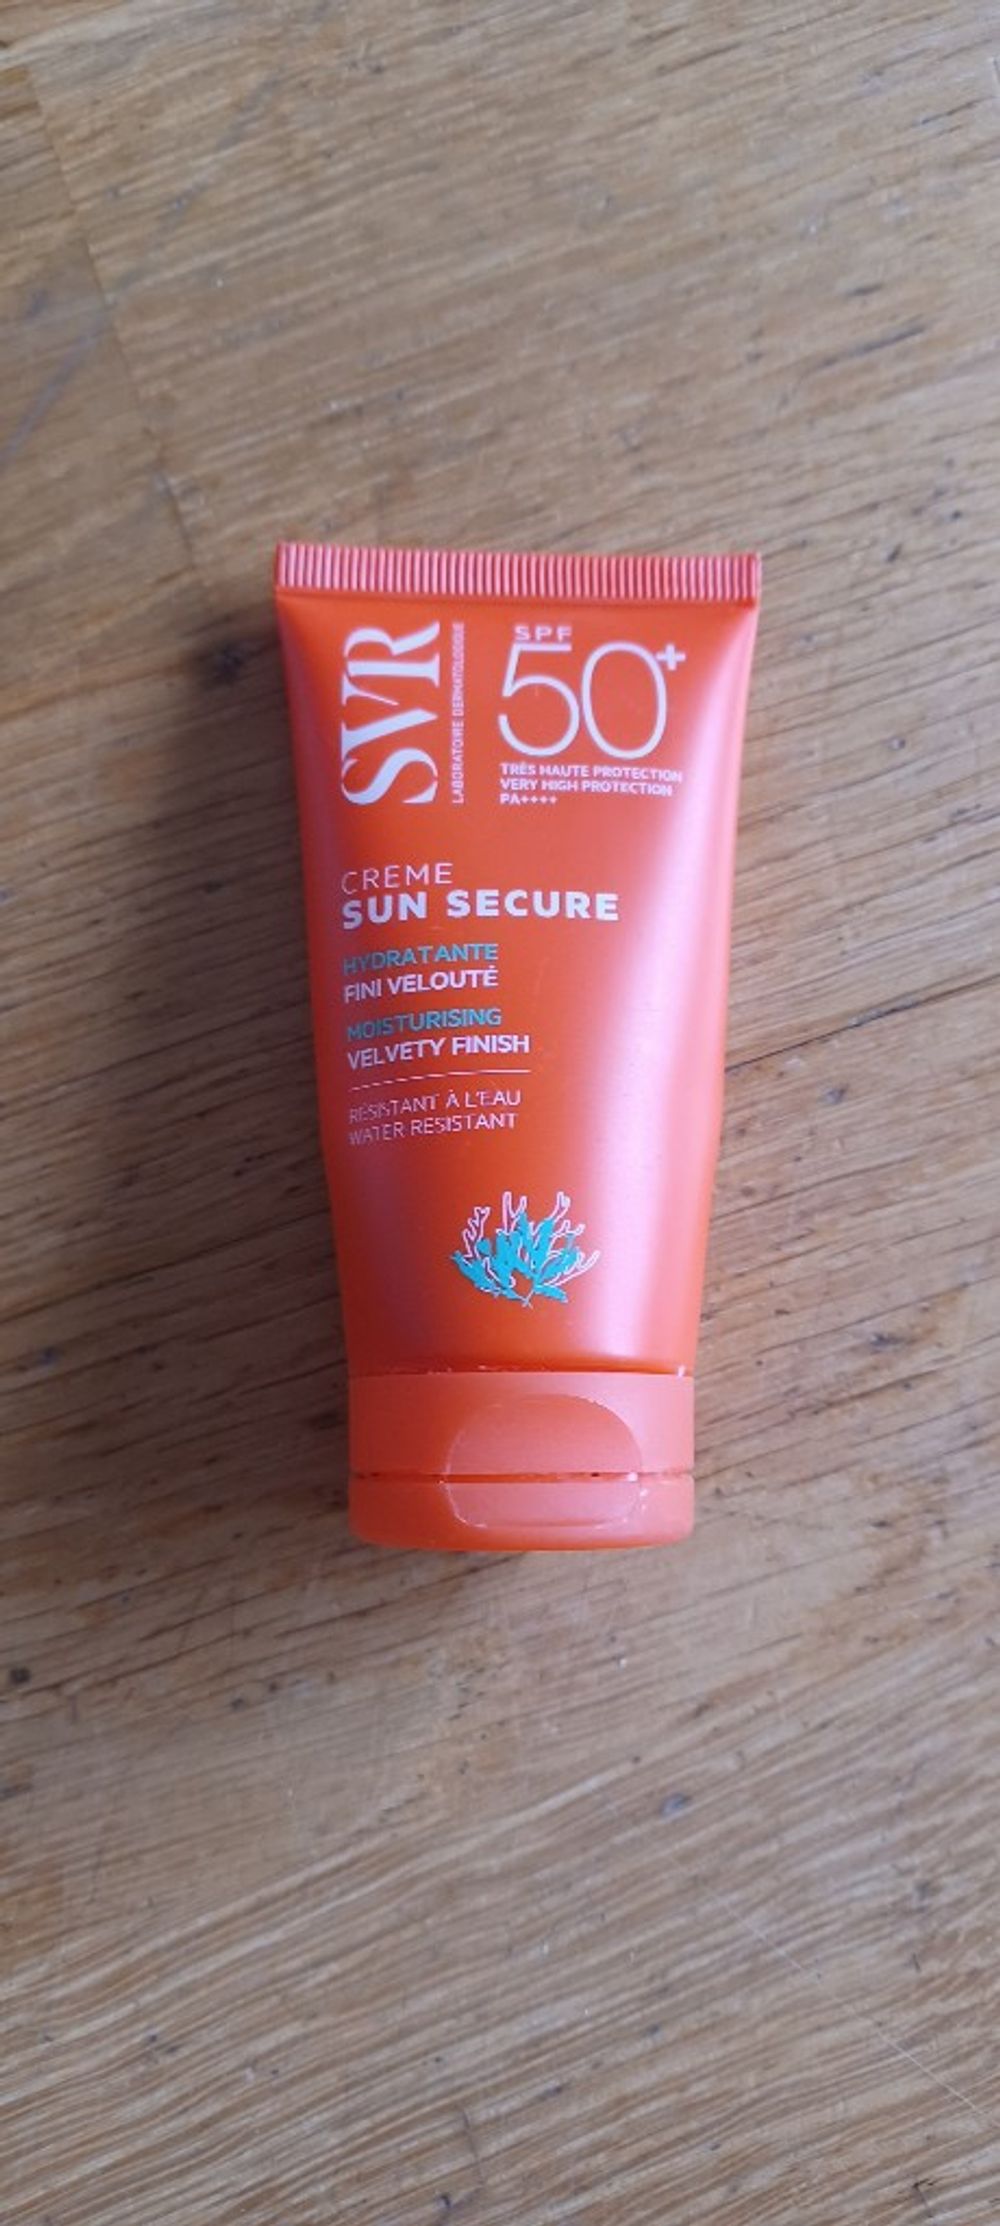 SVR
LABORATOIRE DERMATOLOGIQUE
SPF
50+
TRÈS HAUTE PROTECTION
VERY HIGH PROTECTION
PA++++
CREME
SUN SECURE
HYDRATANTE
FINI VELOUTÉ
MOISTURISING
VELVETY FINISH
RÉSISTANT À L'EAU
WATER RESISTANT